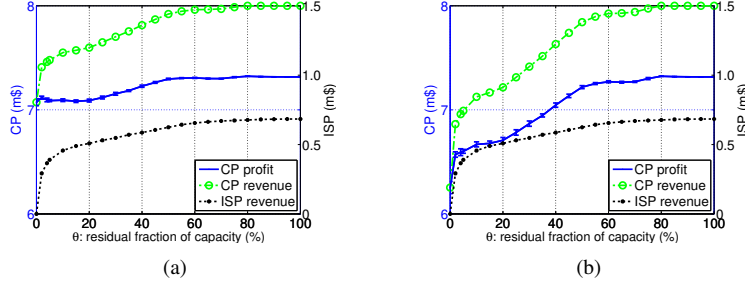 8
7
6
CP (m$)
1.5
1.0
0.5
0
ISP (m$)
CP profit
CP revenue
ISP revenue
0 20 40 60 80 100
θ: residual fraction of capacity (%)
(a)
8
7
6
CP (m$)
1.5
1.0
0.5
0
ISP (m$)
CP profit
CP revenue
ISP revenue
0 20 40 60 80 100
θ: residual fraction of capacity (%)
(b)